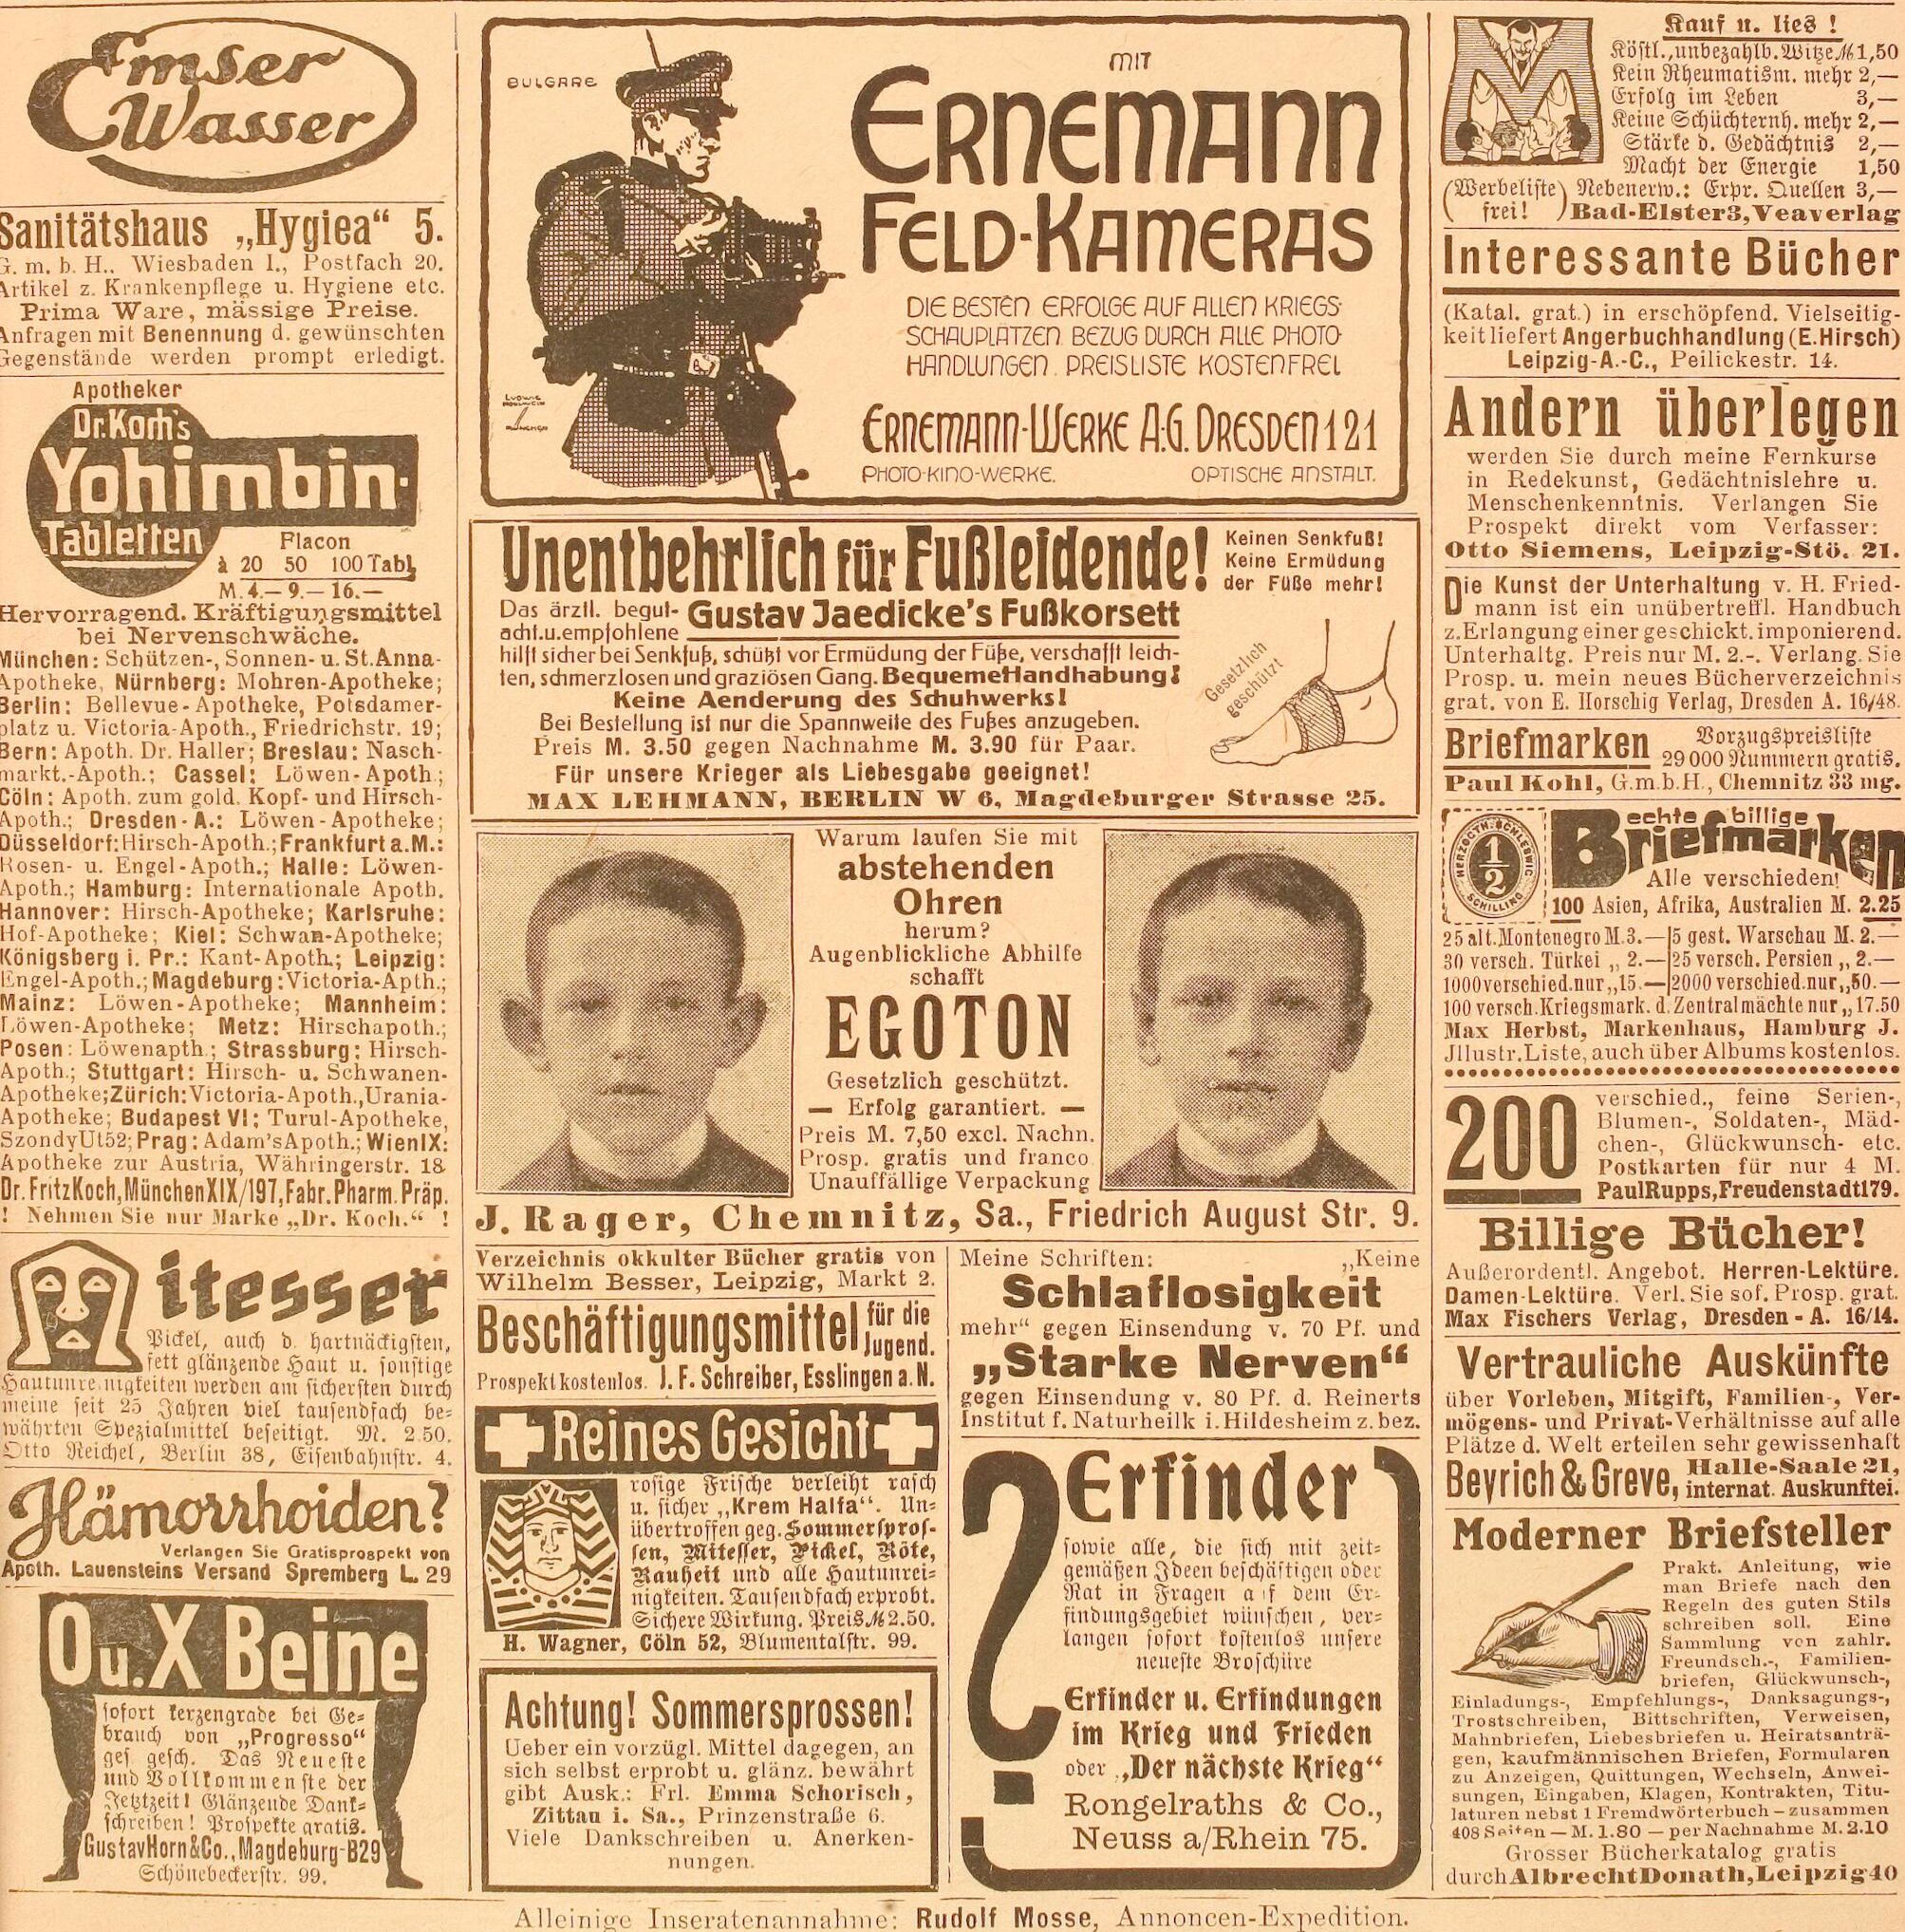 Emser
Wasser
Sanitätshaus „Hygiea“ 5.
G. m. b. H., Wiesbaden I., Postfach 20.
Artikel z. Krankenpflege u. Hygiene etc.
Prima Ware, mässige Preise.
Anfragen mit Benennung d. gewünschten
Gegenstände werden prompt erledigt.
Apotheker
Dr. Koch's
Yohimbin-
Tabletten
Flacon
à 20 50 100 Tabl.
M. 4.– 9.– 16.–
Hervorragend. Kräftigungsmittel
bei Nervenschwäche.
München: Schützen-, Sonnen- u. St. Anna-
Apotheke, Nürnberg: Mohren-Apotheke;
Berlin: Bellevue-Apotheke, Potsdamer-
platz u. Victoria-Apoth., Friedrichstr. 19;
Bern: Apoth. Dr. Haller; Breslau: Nasch-
markt.-Apoth.; Cassel: Löwen-Apoth.;
Cöln: Apoth. zum gold. Kopf- und Hirsch-
Apoth.; Dresden-A.: Löwen-Apotheke;
Düsseldorf: Hirsch-Apoth.; Frankfurt a. M.:
Rosen- u. Engel-Apoth.; Halle: Löwen-
Apoth.; Hamburg: Internationale Apoth.
Hannover: Hirsch-Apotheke; Karlsruhe:
Hof-Apotheke; Kiel: Schwan-Apotheke;
Königsberg i. Pr.: Kant-Apoth.; Leipzig:
Engel-Apoth.; Magdeburg: Victoria-Apth.;
Mainz: Löwen-Apotheke; Mannheim:
Löwen-Apotheke; Metz: Hirschapoth.;
Posen: Löwenapth.; Strassburg: Hirsch-
Apoth.; Stuttgart: Hirsch- u. Schwanen-
Apotheke; Zürich: Victoria-Apoth., Urania-
Apotheke; Budapest VI: Turul-Apotheke,
Szondy Ut 52; Prag: Adam's Apoth.; Wien IX:
Apotheke zur Austria, Währingerstr. 18
Dr. Fritz Koch, München XIX/197, Fabr. Pharm. Präp.
! Nehmen Sie nur Marke „Dr. Koch.“ !
Mitesser
Pickel, auch d. hartnäckigsten,
fett glänzende Haut u. sonstige
Hautunreinigkeiten werden am sichersten durch
meine seit 25 Jahren viel tausendfach be-
währten Spezialmittel beseitigt. M. 2.50.
Otto Reichel, Berlin 38, Eisenbahnstr. 4.
Hämorrhoiden?
Verlangen Sie Gratisprospekt von
Apoth. Lauensteins Versand Spremberg L. 29
O u. X Beine
sofort kerzengrade bei Ge-
brauch von „Progresso“
ges. gesch. Das Neueste
und Vollkommenste der
Jetztzeit! Glänzende Dank-
schreiben! Prospekte gratis.
Gustav Horn & Co., Magdeburg-B 29
Schönebeckerstr. 99.
BULGARE
MIT
ERNEMANN
FELD-KAMERAS
DIE BESTEN ERFOLGE AUF ALLEN KRIEGS-
SCHAUPLÄTZEN. BEZUG DURCH ALLE PHOTO-
HANDLUNGEN. PREISLISTE KOSTENFREI
ERNEMANN-WERKE A.G. DRESDEN 121
PHOTO-KINO-WERKE. OPTISCHE ANSTALT.
LUDWIG
HOHLWEIN
MÜNCHEN
Unentbehrlich für Fußleidende!
Keinen Senkfuß!
Keine Ermüdung
der Füße mehr!
Das ärztl. begut-
acht. u. empfohlene Gustav Jaedicke's Fußkorsett
hilft sicher bei Senkfuß, schützt vor Ermüdung der Füße, verschafft leich-
ten, schmerzlosen und graziösen Gang. Bequeme Handhabung!
Keine Aenderung des Schuhwerks!
Bei Bestellung ist nur die Spannweite des Fußes anzugeben.
Preis M. 3.50 gegen Nachnahme M. 3.90 für Paar.
Für unsere Krieger als Liebesgabe geeignet!
Gesetzlich
geschützt
MAX LEHMANN, BERLIN W 6, Magdeburger Strasse 25.
Warum laufen Sie mit
abstehenden
Ohren
herum?
Augenblickliche Abhilfe
schafft
EGOTON
Gesetzlich geschützt.
— Erfolg garantiert. —
Preis M. 7,50 excl. Nachn.
Prosp. gratis und franco
Unauffällige Verpackung
J. Rager, Chemnitz, Sa., Friedrich August Str. 9.
Verzeichnis okkulter Bücher gratis von
Wilhelm Besser, Leipzig, Markt 2.
Beschäftigungsmittel für die
Jugend.
Prospekt kostenlos. J. F. Schreiber, Esslingen a. N.
Reines Gesicht
rosige Frische verleiht rasch
u. sicher „Krem Halfa“. Un-
übertroffen geg. Sommerspros-
sen, Mitesser, Pickel, Röte,
Rauheit und alle Hautunrei-
nigkeiten. Tausendfach erprobt.
Sichere Wirkung. Preis M 2.50.
H. Wagner, Cöln 52, Blumentalstr. 99.
Achtung! Sommersprossen!
Ueber ein vorzügl. Mittel dagegen, an
sich selbst erprobt u. glänz. bewährt
gibt Ausk.: Frl. Emma Schorisch,
Zittau i. Sa., Prinzenstraße 6.
Viele Dankschreiben u. Anerken-
nungen.
Meine Schriften: „Keine
Schlaflosigkeit
mehr“ gegen Einsendung v. 70 Pf. und
„Starke Nerven“
gegen Einsendung v. 80 Pf. d. Reinerts
Institut f. Naturheilk i. Hildesheim z. bez.
? Erfinder
sowie alle, die sich mit zeit-
gemäßen Ideen beschäftigen oder
Rat in Fragen auf dem Er-
findungsgebiet wünschen, ver-
langen sofort kostenlos unsere
neueste Broschüre
Erfinder u. Erfindungen
im Krieg und Frieden
oder „Der nächste Krieg“
Rongelraths & Co.,
Neuss a/Rhein 75.
Kauf u. lies!
Köstl., unbezahlb. Witze M 1,50
Kein Rheumatism. mehr 2,—
Erfolg im Leben 3,—
Keine Schüchternh. mehr 2,—
Stärke d. Gedächtnis 2,—
Macht der Energie 1,50
(Werbeliste frei!) Nebenerw.: Erpr. Quellen 3,—
Bad-Elster 3, Veaverlag
Interessante Bücher
(Katal. grat.) in erschöpfend. Vielseitig-
keit liefert Angerbuchhandlung (E. Hirsch)
Leipzig-A.-C., Peilickestr. 14.
Andern überlegen
werden Sie durch meine Fernkurse
in Redekunst, Gedächtnislehre u.
Menschenkenntnis. Verlangen Sie
Prospekt direkt vom Verfasser:
Otto Siemens, Leipzig-Stö. 21.
Die Kunst der Unterhaltung v. H. Fried-
mann ist ein unübertreffl. Handbuch
z. Erlangung einer geschickt. imponierend.
Unterhaltg. Preis nur M. 2.-. Verlang. Sie
Prosp. u. mein neues Bücherverzeichnis
grat. von E. Horschig Verlag, Dresden A. 16/48.
Briefmarken Vorzugspreisliste
29000 Nummern gratis.
Paul Kohl, G.m.b.H., Chemnitz 33 mg.
HERZOGTH. SCHLESWIG
1/2
SCHILLING
echte billige
Briefmarken
Alle verschieden!
100 Asien, Afrika, Australien M. 2.25
25 alt. Montenegro M. 3.— 5 gest. Warschau M. 2.—
30 versch. Türkei „ 2.— 25 versch. Persien „ 2.—
1000 verschied. nur „ 15.— 2000 verschied. nur „ 50.—
100 versch. Kriegsmark. d. Zentralmächte nur „ 17.50
Max Herbst, Markenhaus, Hamburg J.
Jllustr. Liste, auch über Albums kostenlos.
200 verschied., feine Serien-,
Blumen-, Soldaten-, Mäd-
chen-, Glückwunsch- etc.
Postkarten für nur 4 M.
Paul Rupps, Freudenstadt 179.
Billige Bücher!
Außerordentl. Angebot. Herren-Lektüre.
Damen-Lektüre. Verl. Sie sof. Prosp. grat.
Max Fischers Verlag, Dresden-A. 16/14.
Vertrauliche Auskünfte
über Vorleben, Mitgift, Familien-, Ver-
mögens- und Privat-Verhältnisse auf alle
Plätze d. Welt erteilen sehr gewissenhaft
Beyrich & Greve, Halle-Saale 21,
internat. Auskunftei.
Moderner Briefsteller
Prakt. Anleitung, wie
man Briefe nach den
Regeln des guten Stils
schreiben soll. Eine
Sammlung von zahlr.
Freundsch.-, Familien-
briefen, Glückwunsch-,
Einladungs-, Empfehlungs-, Danksagungs-,
Trostschreiben, Bittschriften, Verweisen,
Mahnbriefen, Liebesbriefen u. Heiratsanträ-
gen, kaufmännischen Briefen, Formularen
zu Anzeigen, Quittungen, Wechseln, Anwei-
sungen, Eingaben, Klagen, Kontrakten, Titu-
laturen nebst 1 Fremdwörterbuch – zusammen
408 Seiten — M. 1.80 — per Nachnahme M. 2.10
Grosser Bücherkatalog gratis
durch Albrecht Donath, Leipzig 40
Alleinige Inseratenannahme: Rudolf Mosse, Annoncen-Expedition.